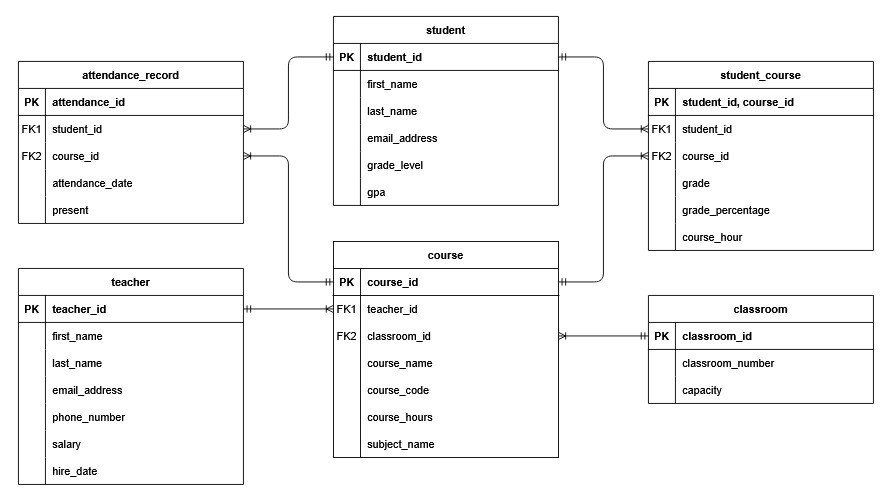 student
PK student_id
first_name
last_name
email_address
grade_level
gpa
attendance_record
PK attendance_id
FK1 student_id
FK2 course_id
attendance_date
present
student_course
PK student_id, course_id
FK1 student_id
FK2 course_id
grade
grade_percentage
course_hour
course
PK course_id
FK1 teacher_id
FK2 classroom_id
course_name
course_code
course_hours
subject_name
teacher
PK teacher_id
first_name
last_name
email_address
phone_number
salary
hire_date
classroom
PK classroom_id
classroom_number
capacity